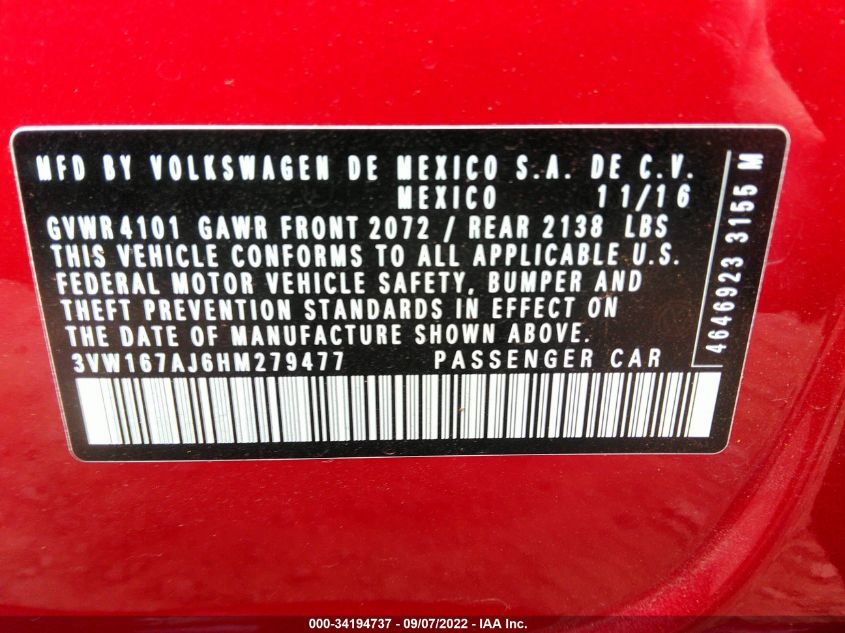 MFD BY VOLKSWAGEN DE MEXICO S.A. DE C.V.
MEXICO 11/16
GVWR 4101 GAWR FRONT 2072 / REAR 2138 LBS
THIS VEHICLE CONFORMS TO ALL APPLICABLE U.S.
FEDERAL MOTOR VEHICLE SAFETY, BUMPER AND
THEFT PREVENTION STANDARDS IN EFFECT ON
THE DATE OF MANUFACTURE SHOWN ABOVE.
3VW167AJ6HM279477 PASSENGER CAR
4646923 3155 M
000-34194737 - 09/07/2022 - IAA Inc.